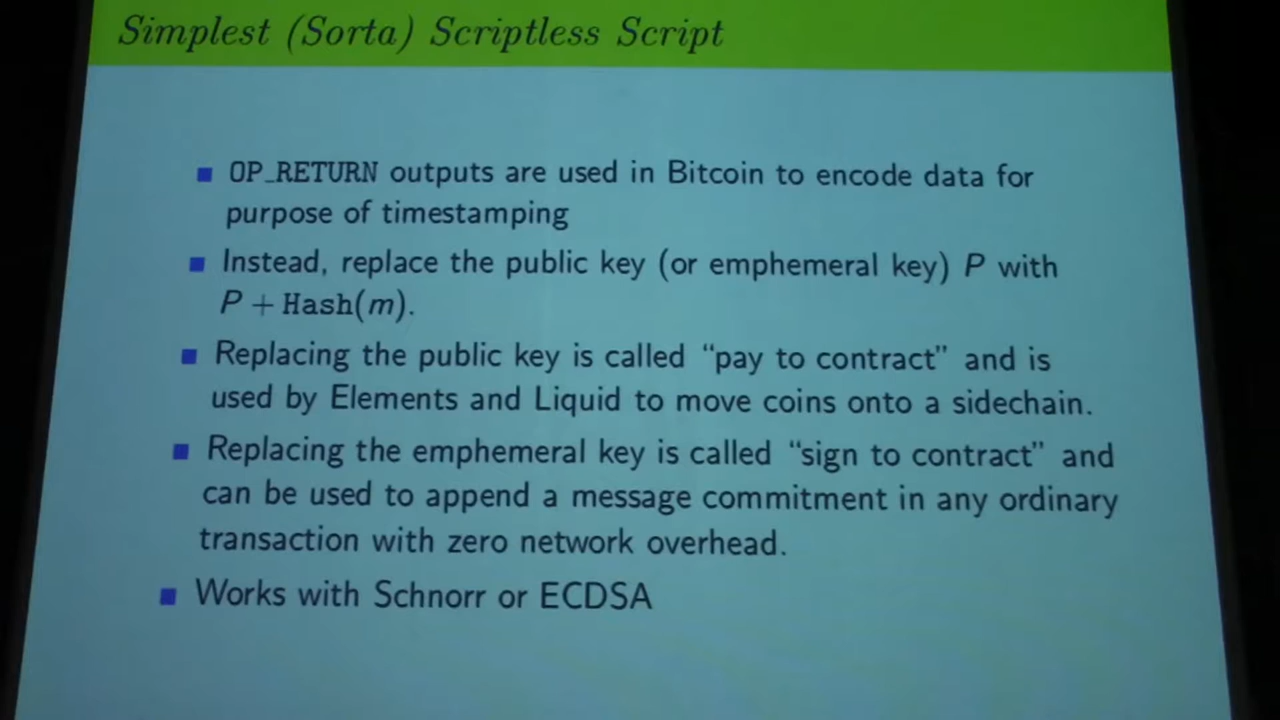 Simplest (Sorta) Scriptless Script
OP_RETURN outputs are used in Bitcoin to encode data for
purpose of timestamping
Instead, replace the public key (or emphemeral key) P with
P + Hash(m).
Replacing the public key is called “pay to contract” and is
used by Elements and Liquid to move coins onto a sidechain.
Replacing the emphemeral key is called “sign to contract” and
can be used to append a message commitment in any ordinary
transaction with zero network overhead.
Works with Schnorr or ECDSA